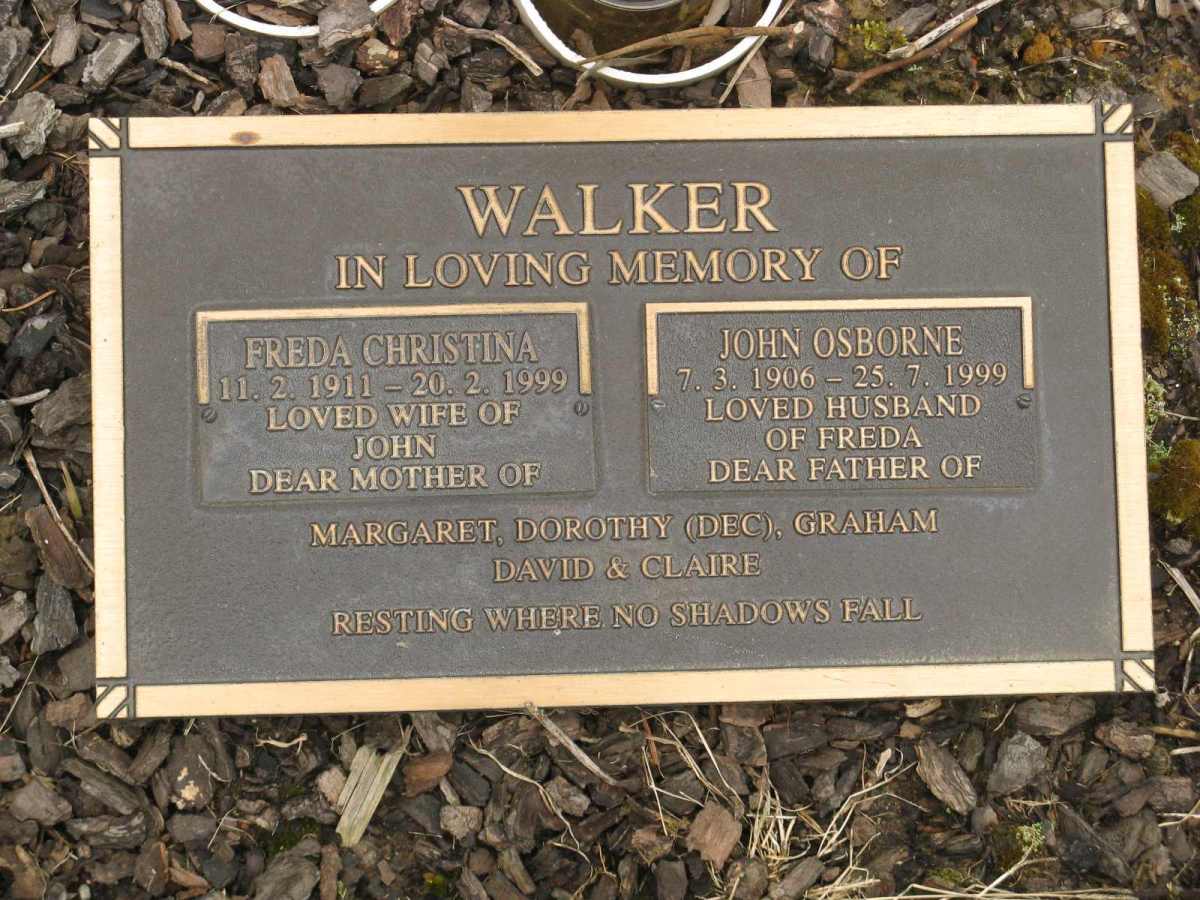 WALKER
IN LOVING MEMORY OF
FREDA CHRISTINA
11. 2. 1911 – 20. 2. 1999
LOVED WIFE OF
JOHN
DEAR MOTHER OF
JOHN OSBORNE
7. 3. 1906 – 25. 7. 1999
LOVED HUSBAND
OF FREDA
DEAR FATHER OF
MARGARET, DOROTHY (DEC), GRAHAM
DAVID & CLAIRE
RESTING WHERE NO SHADOWS FALL